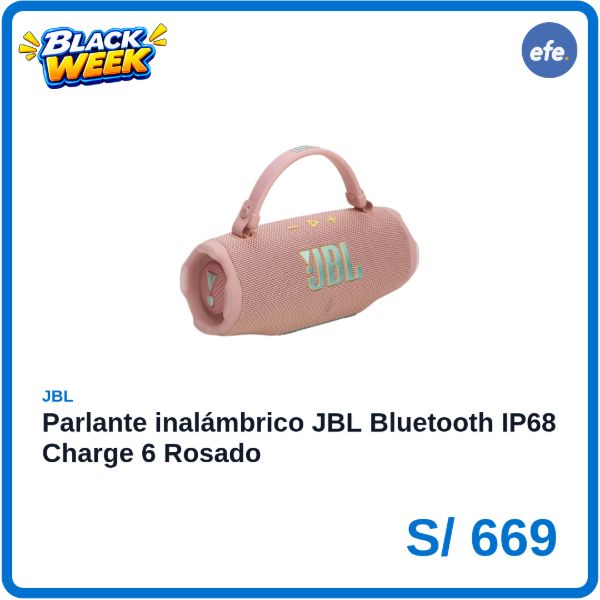 BLACK
WEEK
efe.
JBL
JBL
Parlante inalámbrico JBL Bluetooth IP68
Charge 6 Rosado
S/ 669